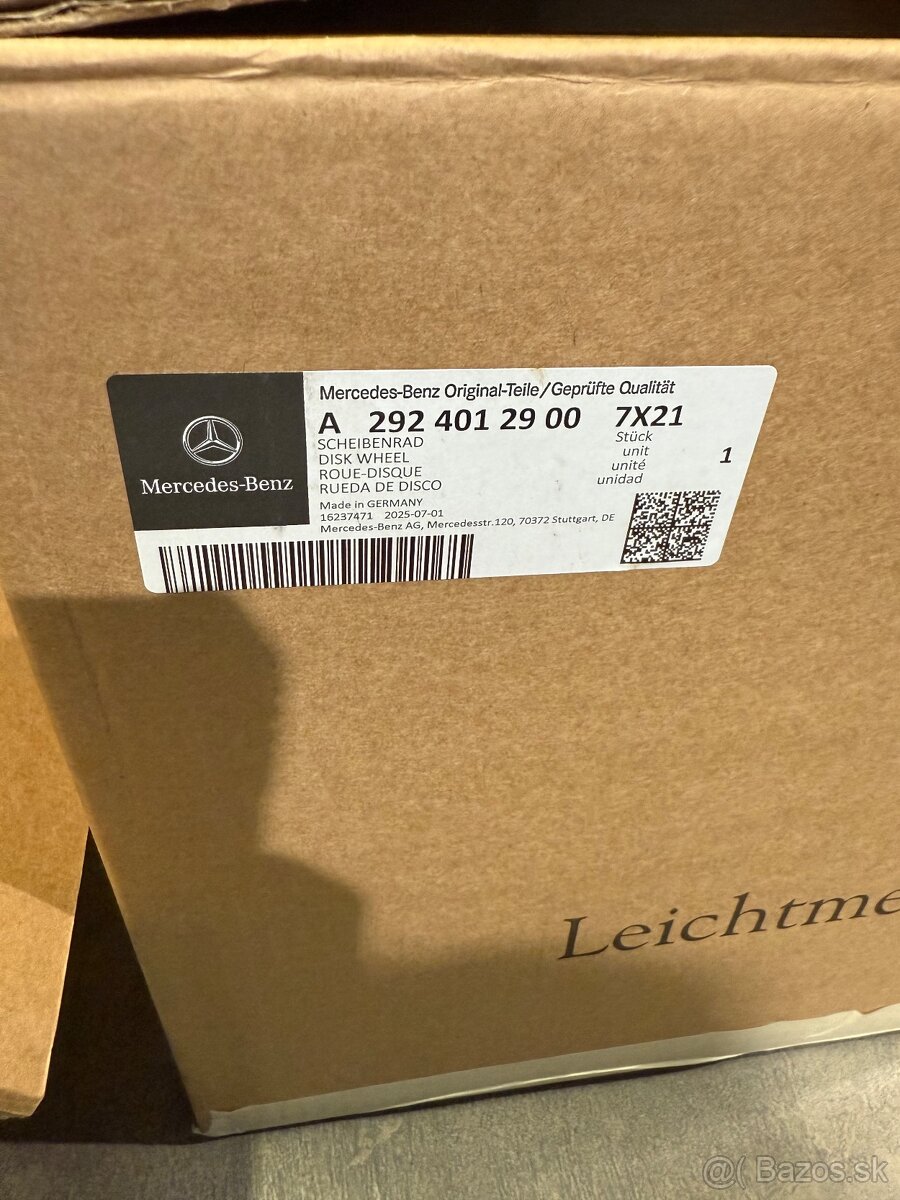 Mercedes-Benz Original-Teile/Geprüfte Qualität
A 292 401 2900 7X21
SCHEIBENRAD
DISK WHEEL
ROUE-DISQUE
RUEDA DE DISCO
Stück
unit
unité
unidad
1
Made in GERMANY
16237471 2025-07-01
Mercedes-Benz AG, Mercedesstr.120, 70372 Stuttgart, DE
Mercedes-Benz
Leichtme
@( Bazos.sk